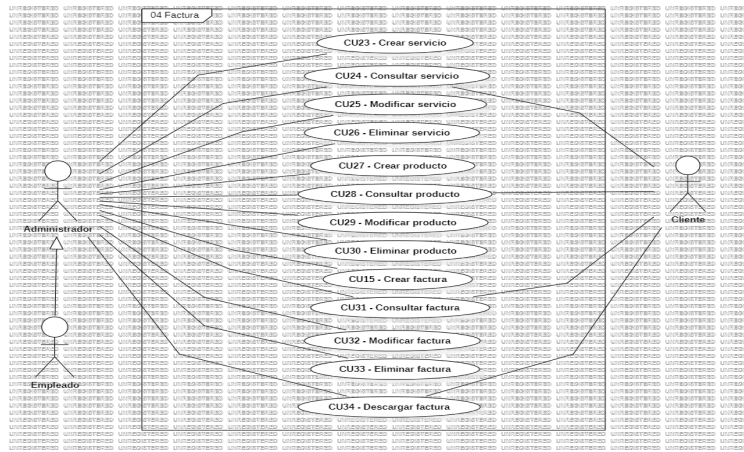 04 Factura
CU23 - Crear servicio
CU24 - Consultar servicio
CU25 - Modificar servicio
CU26 - Eliminar servicio
CU27 - Crear producto
CU28 - Consultar producto
CU29 - Modificar producto
CU30 - Eliminar producto
CU15 - Crear factura
CU31 - Consultar factura
CU32 - Modificar factura
CU33 - Eliminar factura
CU34 - Descargar factura
Administrador
Cliente
Empleado
UNREGISTERED